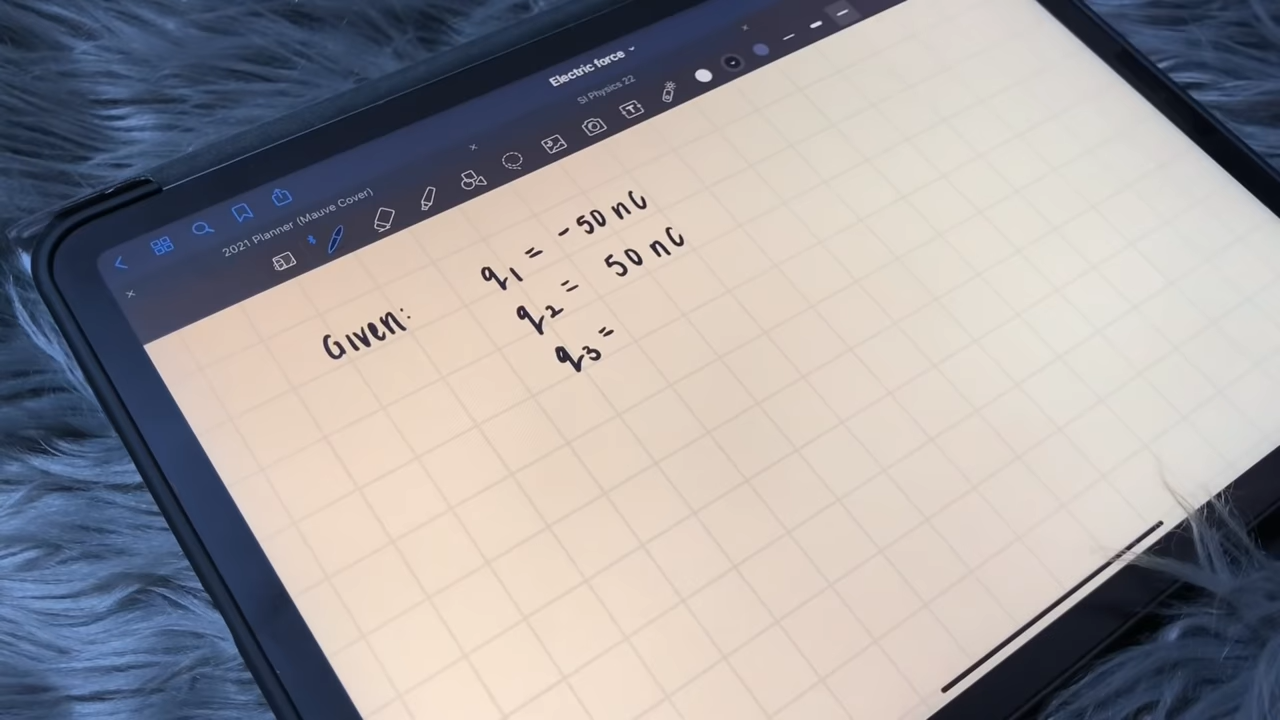 Electric force
SI Physics 22
2021 Planner (Mauve Cover)
Given:
q1 = -50 nC
q2 = 50 nC
q3 =